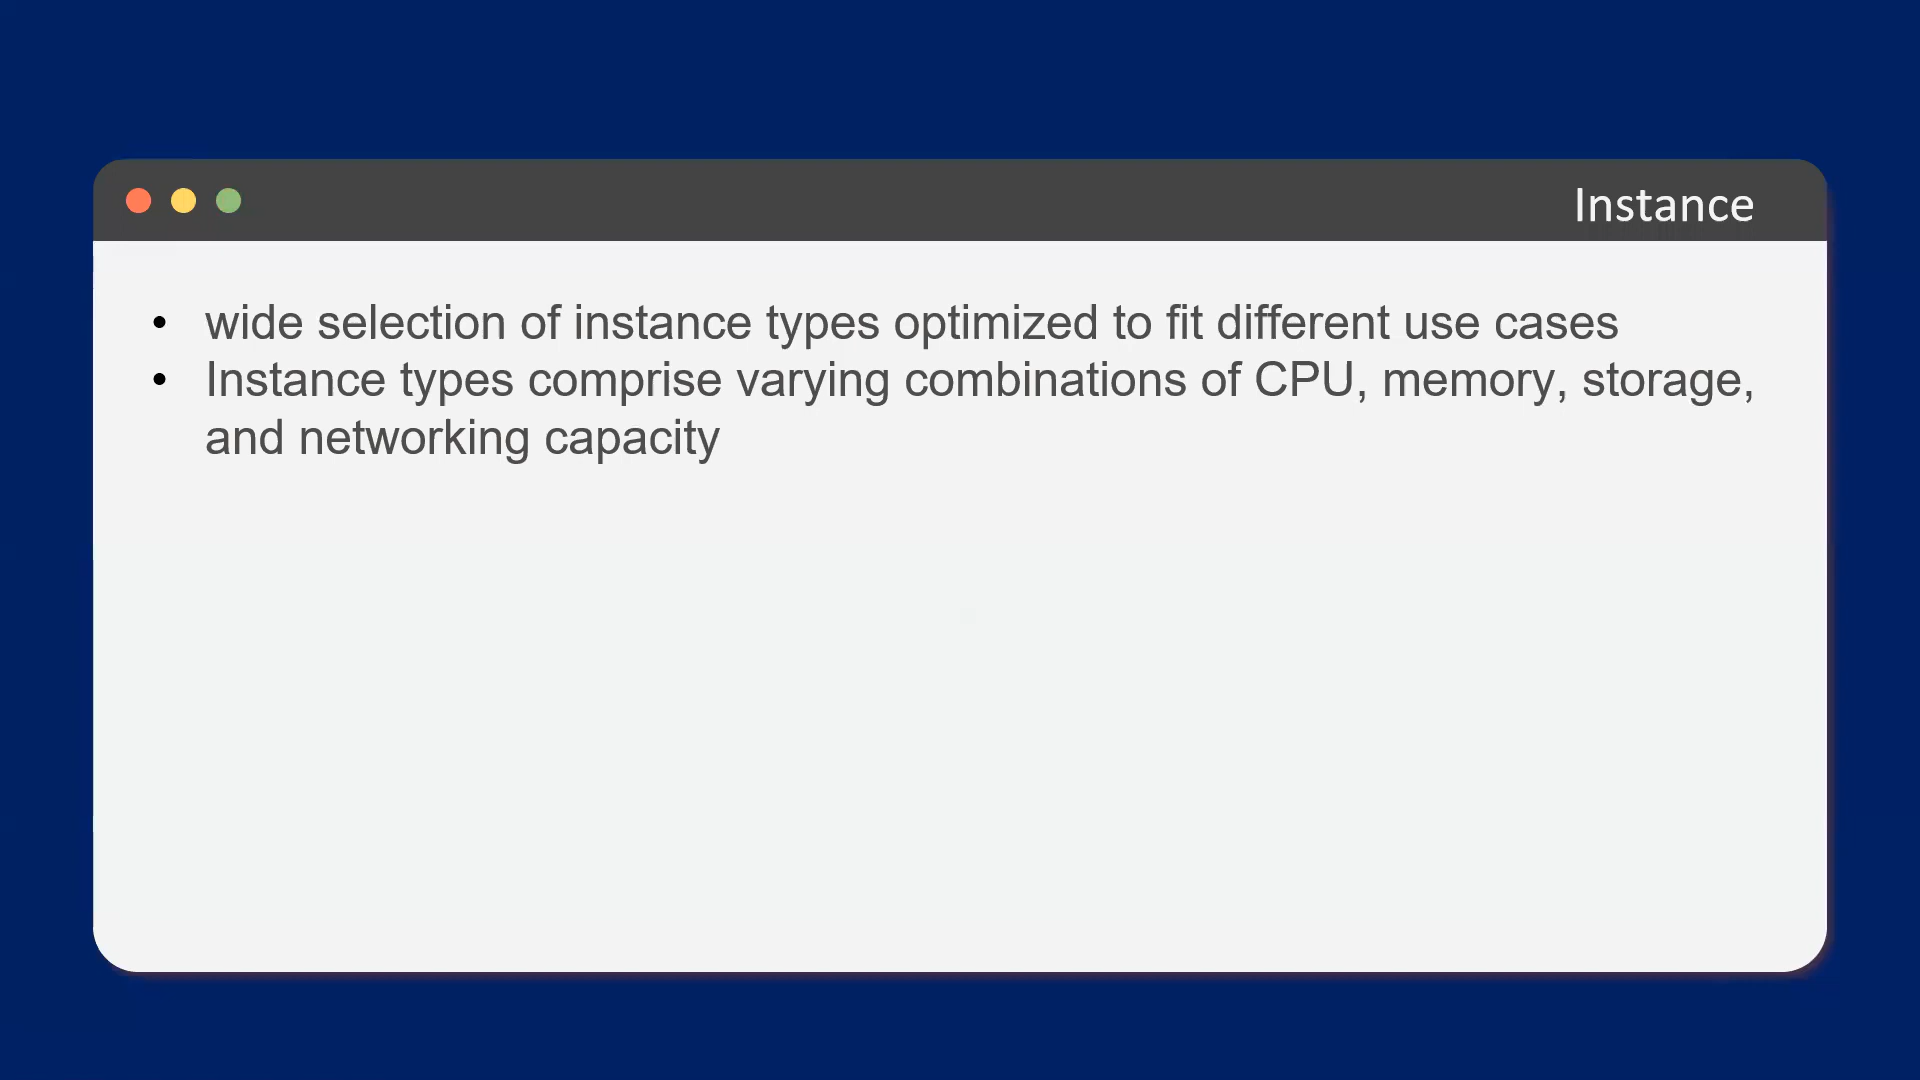 Instance
• wide selection of instance types optimized to fit different use cases
• Instance types comprise varying combinations of CPU, memory, storage,
and networking capacity